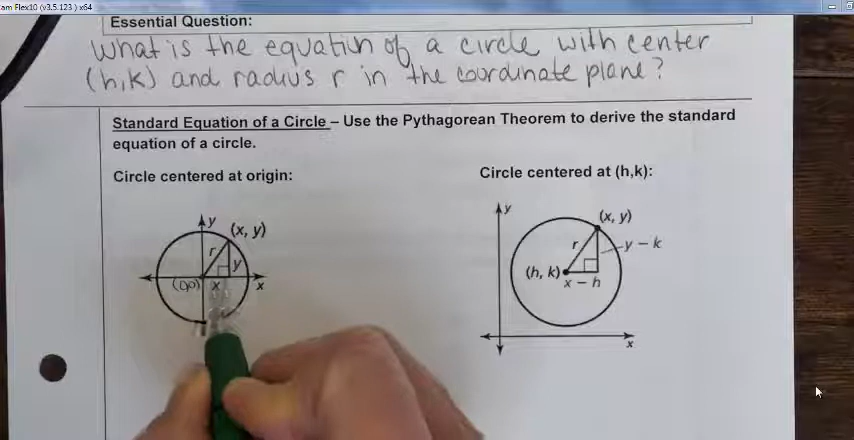 am Flex10 (v3.5.123 ) x64
Essential Question:
What is the equation of a circle with center
(h,k) and radius r in the coordinate plane?
Standard Equation of a Circle – Use the Pythagorean Theorem to derive the standard
equation of a circle.
Circle centered at origin:
Circle centered at (h,k):
y
(x, y)
r
y
(0,0)
x
x
y
(x, y)
r
y – k
(h, k)
x – h
x